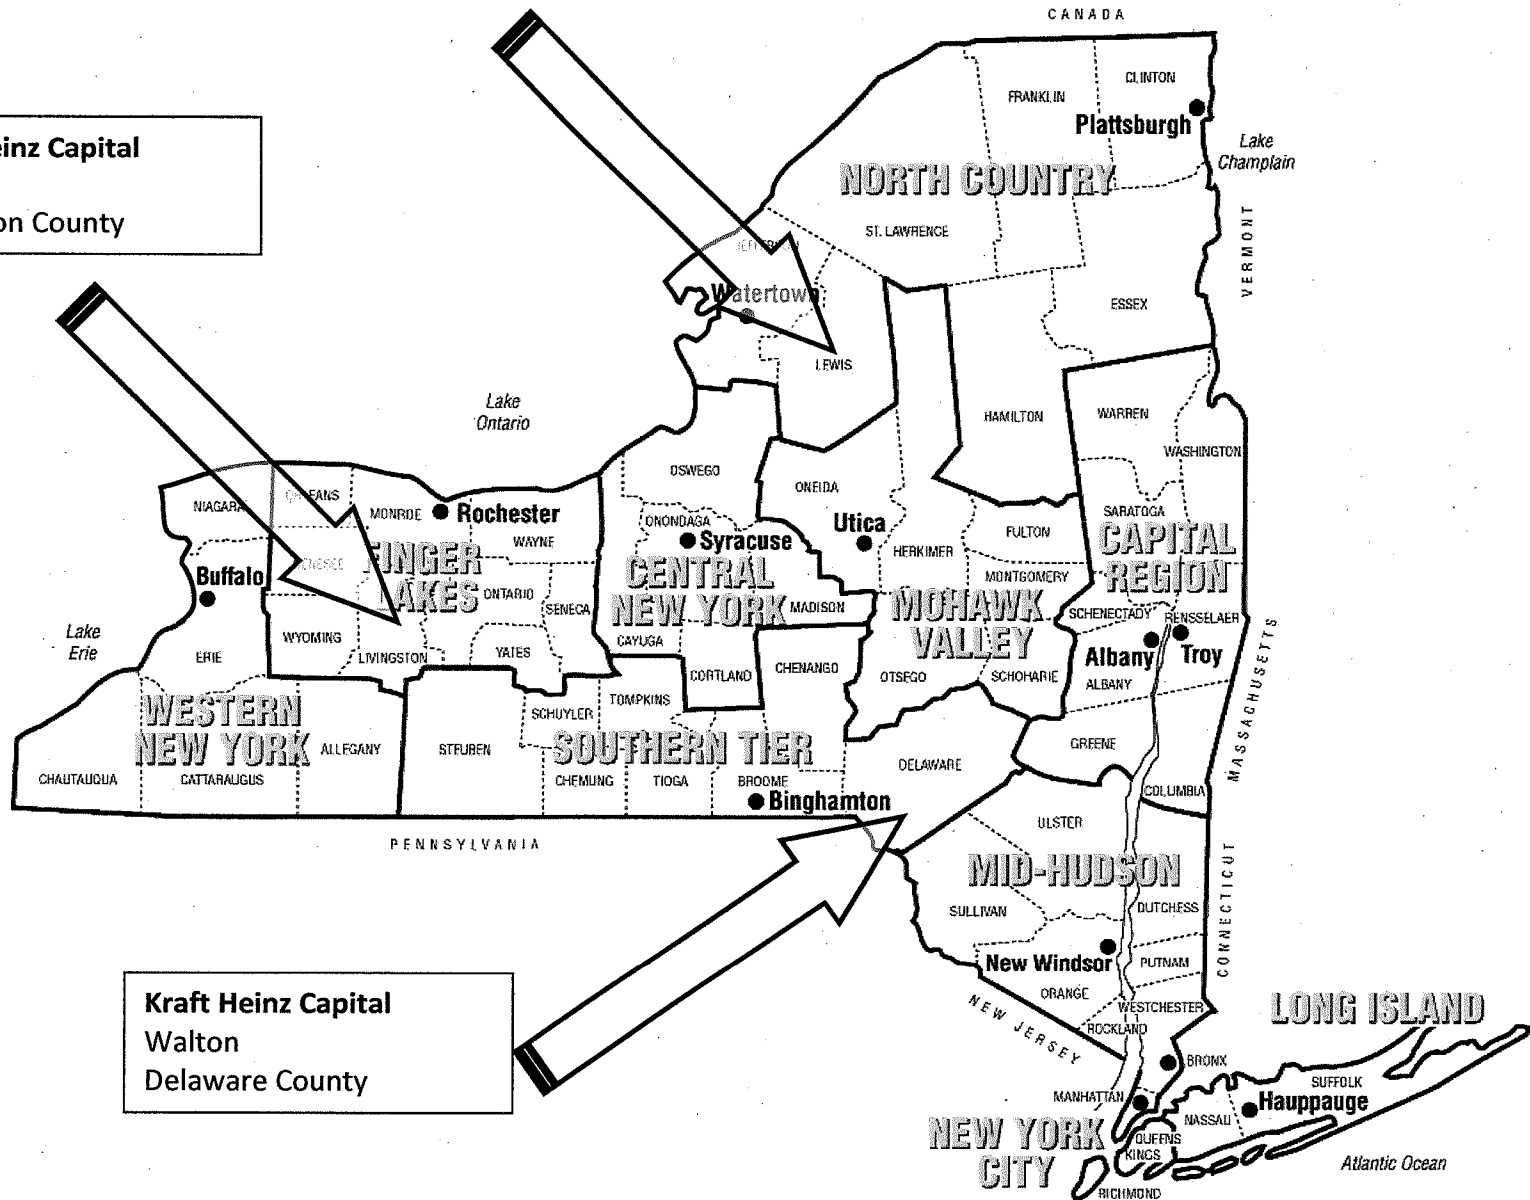 CANADA
CLINTON
FRANKLIN
Plattsburgh
einz Capital
on County
Lake
Champlain
NORTH COUNTRY
ST. LAWRENCE
JEFFERSON
VERMONT
Watertown
ESSEX
LEWIS
Lake
Ontario
HAMILTON
WARREN
WASHINGTON
OSWEGO
ONEIDA
NIAGARA
ORLEANS
MONROE
Rochester
ONONDAGA
Utica
SARATOGA
WAYNE
Syracuse
HERKIMER
FULTON
CAPITAL
REGION
GENESEE
FINGER
LAKES
CENTRAL
NEW YORK
MONTGOMERY
Buffalo
ONTARIO
SENECA
MADISON
MOHAWK
VALLEY
SCHENECTADY
RENSSELAER
Lake
Erie
WYOMING
CAYUGA
ERIE
LIVINGSTON
YATES
CORTLAND
CHENANGO
OTSEGO
SCHOHARIE
Albany
Troy
ALBANY
MASSACHUSETTS
WESTERN
NEW YORK
TOMPKINS
SCHUYLER
ALLEGANY
STEUBEN
SOUTHERN TIER
GREENE
CHAUTAUQUA
CATTARAUGUS
CHEMUNG
TIOGA
BROOME
DELAWARE
COLUMBIA
Binghamton
PENNSYLVANIA
ULSTER
MID-HUDSON
SULLIVAN
DUTCHESS
CONNECTICUT
New Windsor
PUTNAM
ORANGE
WESTCHESTER
Kraft Heinz Capital
Walton
Delaware County
NEW JERSEY
ROCKLAND
LONG ISLAND
BRONX
SUFFOLK
MANHATTAN
Hauppauge
NASSAU
NEW YORK
CITY
QUEENS
KINGS
RICHMOND
Atlantic Ocean